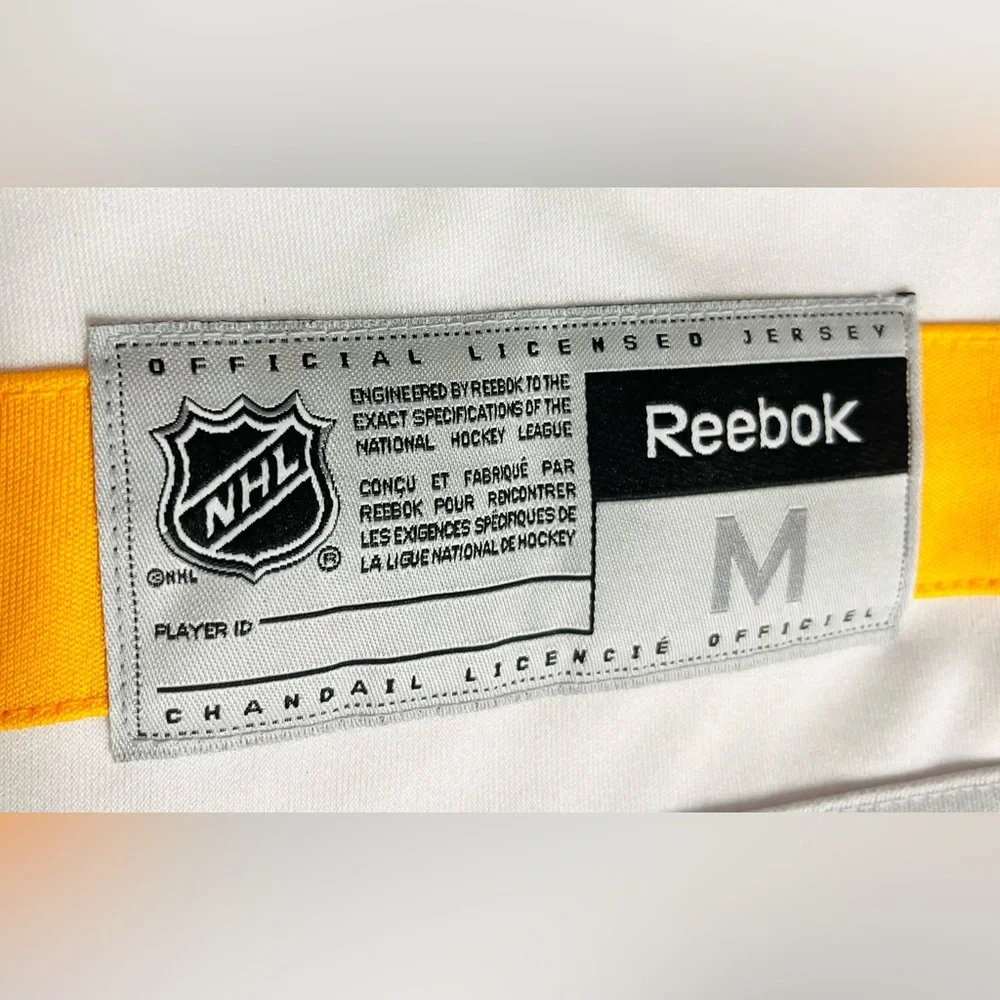 OFFICIAL LICENSED JERSEY
NHL
®
©NHL
ENGINEERED BY REEBOK TO THE
EXACT SPECIFICATIONS OF THE
NATIONAL HOCKEY LEAGUE
CONÇU ET FABRIQUÉ PAR
REEBOK POUR RENCONTRER
LES EXIGENCES SPÉCIFIQUES DE
LA LIGUE NATIONAL DE HOCKEY
PLAYER ID
Reebok
M
CHANDAIL LICENCIÉ OFFICIEL